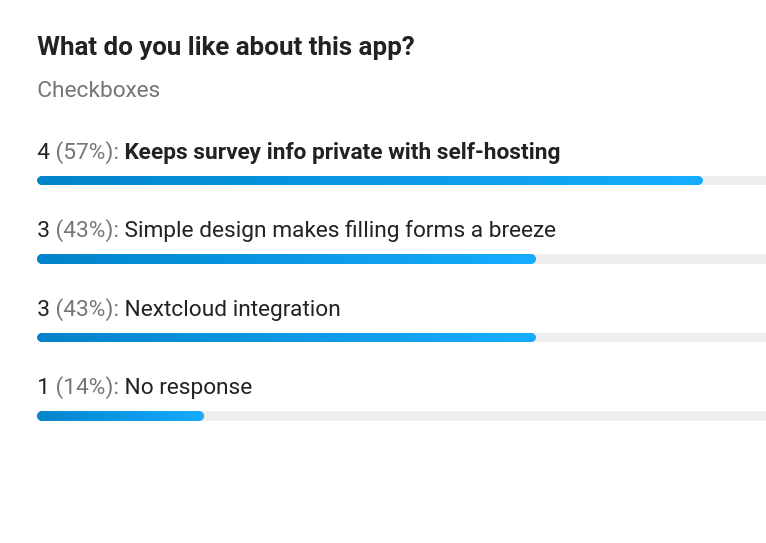 What do you like about this app?
Checkboxes
4 (57%): Keeps survey info private with self-hosting
3 (43%): Simple design makes filling forms a breeze
3 (43%): Nextcloud integration
1 (14%): No response